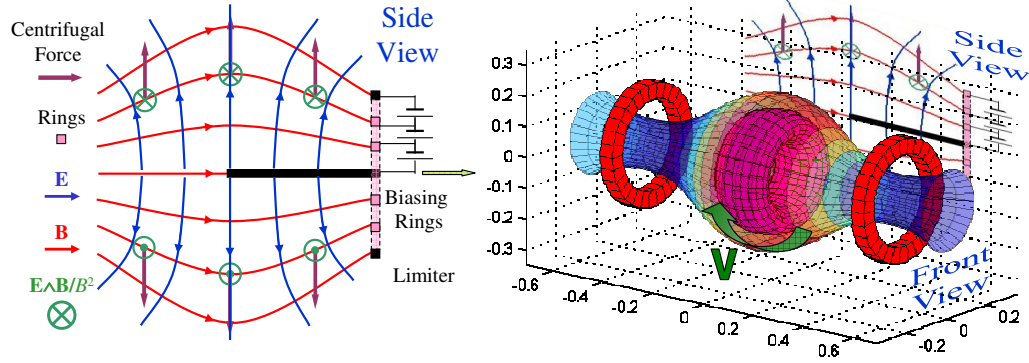 Centrifugal
Force
Rings
E
B
E∧B/B²
Side
View
Biasing
Rings
Limiter
Side
View
0.3
0.2
0.1
0
-0.1
-0.2
-0.3
V
Front
View
-0.6
-0.4
-0.2
0
0.2
0.4
0.6
-0.2
0
0.2